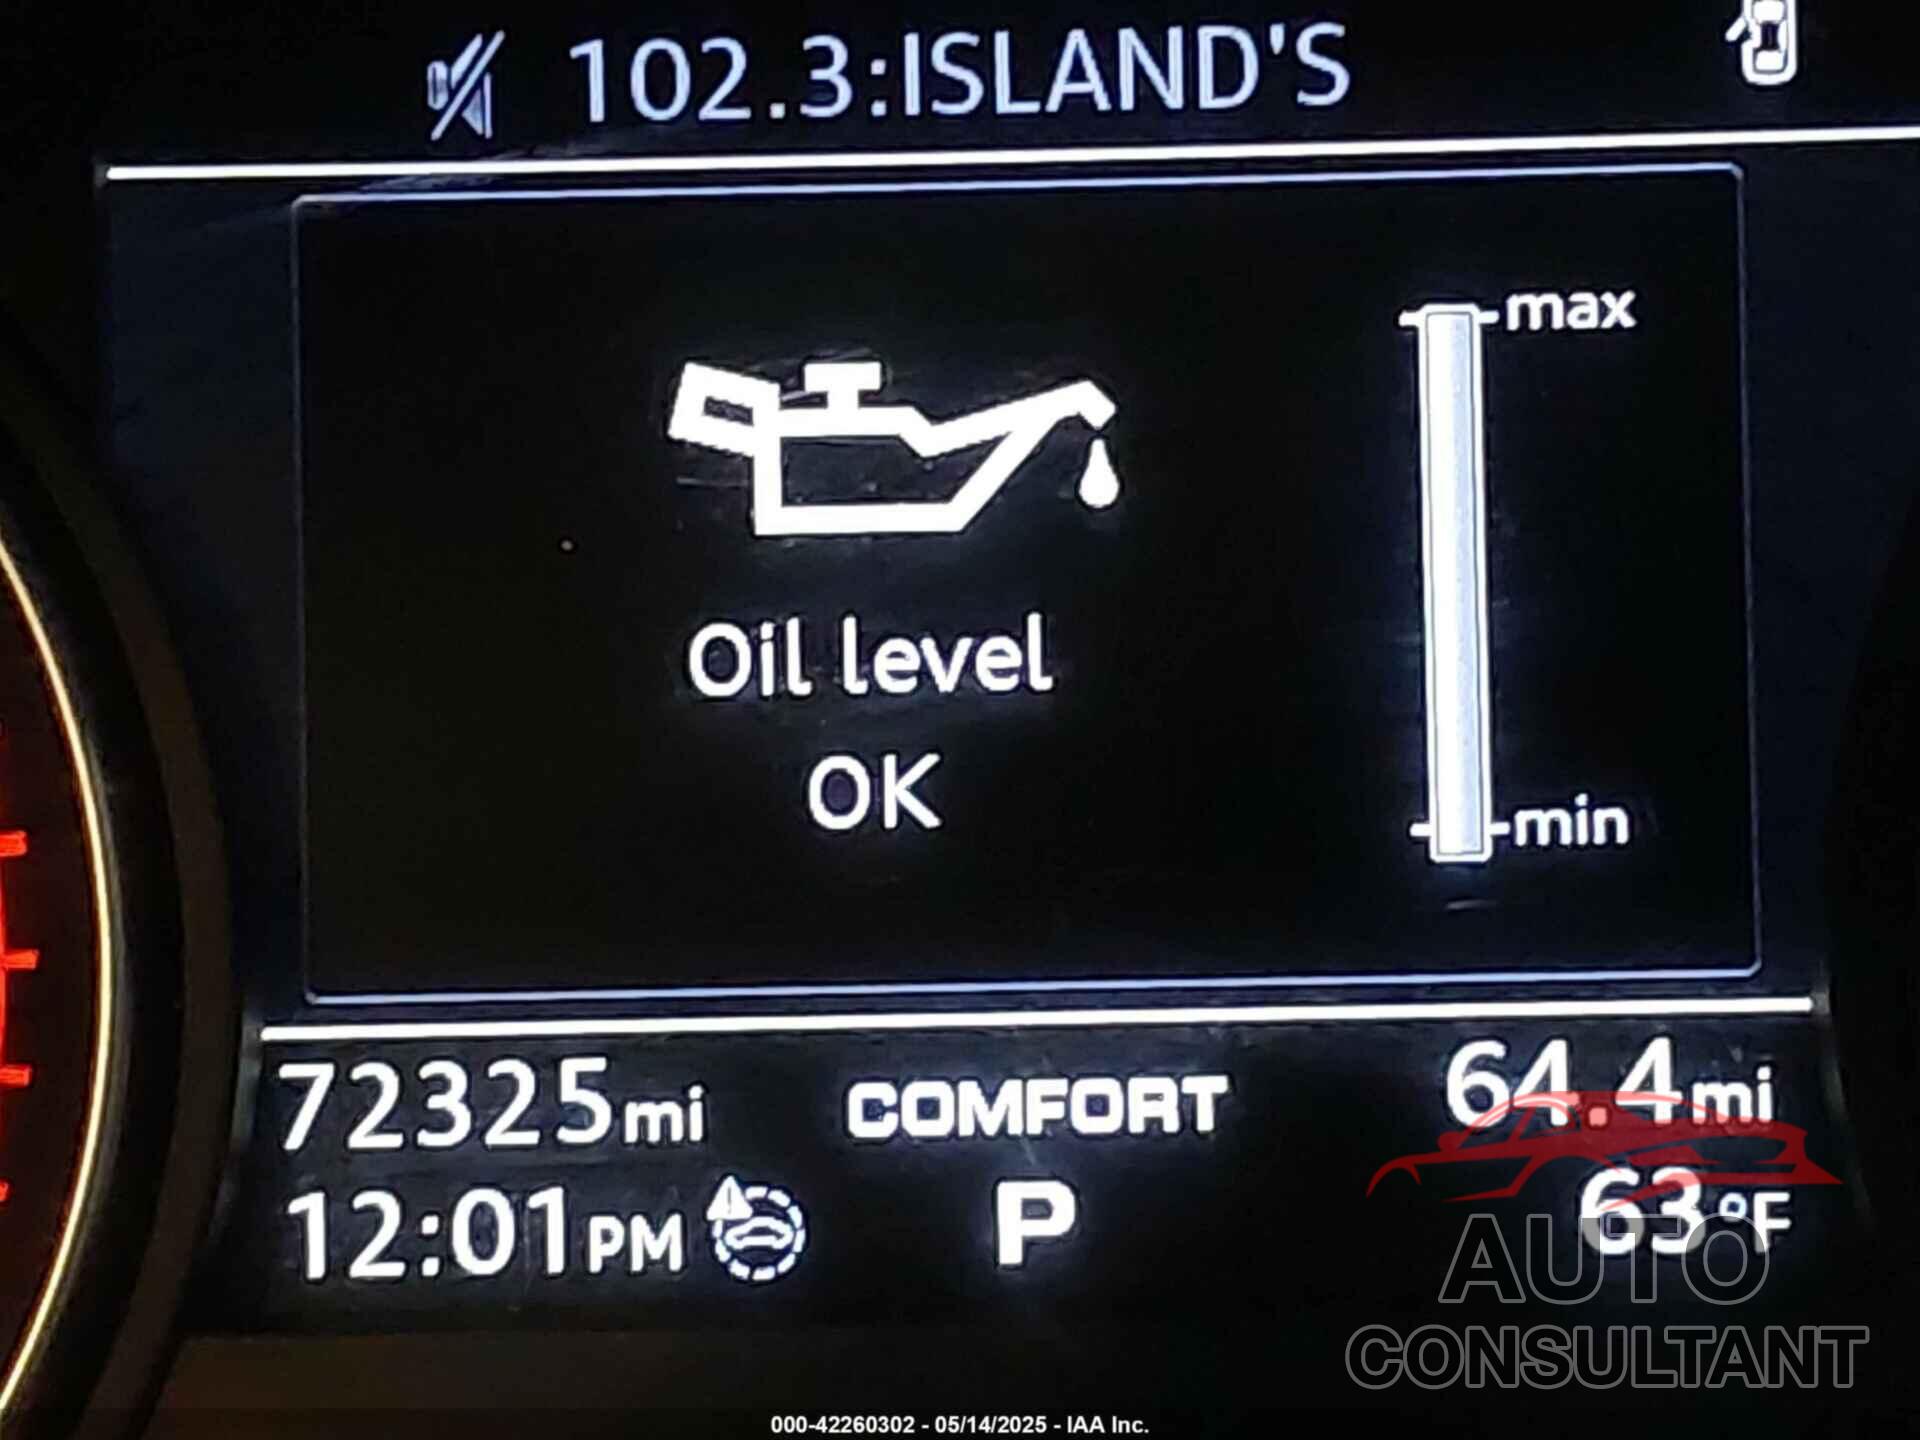 102.3:ISLAND'S
max
Oil level
OK
min
72325mi COMFORT 64.4mi
12:01PM P 63°F
AUTO
CONSULTANT
000-42260302 - 05/14/2025 - IAA Inc.